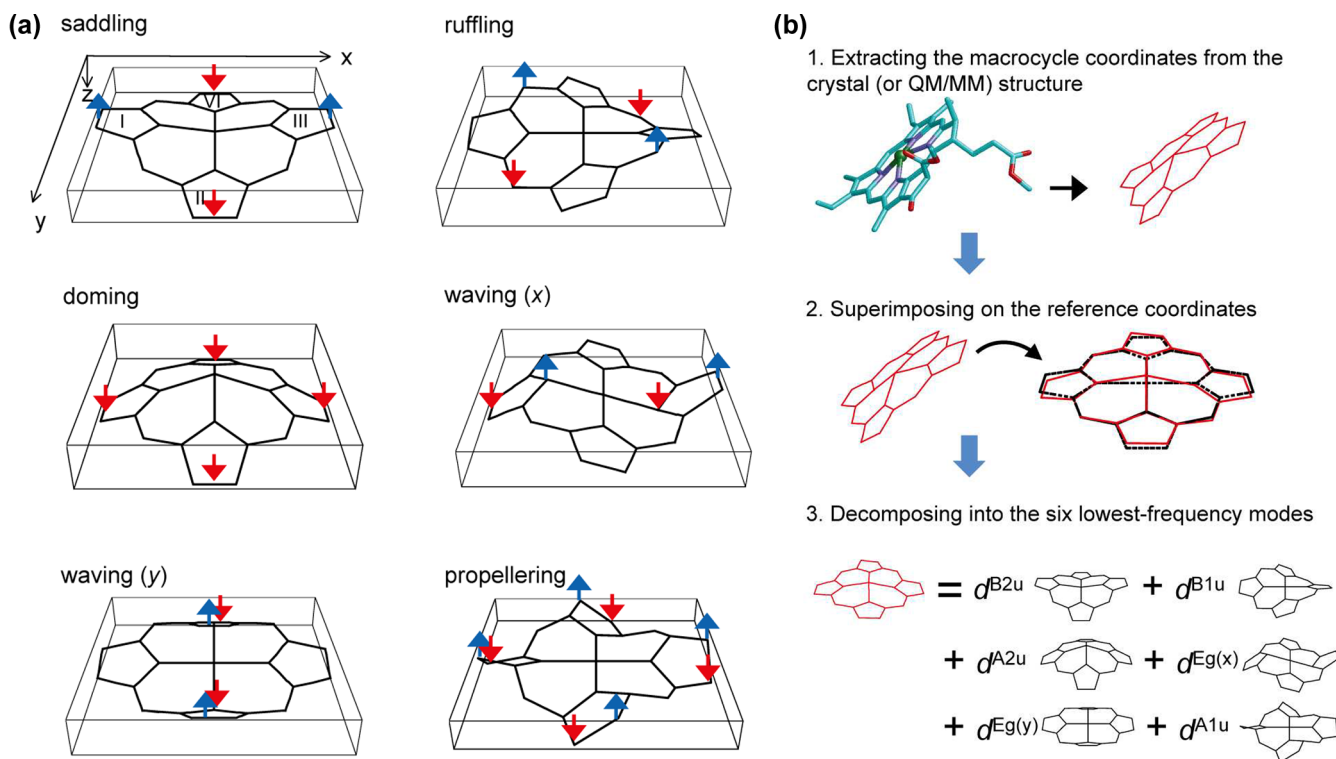 (a)
saddling
x
z
y
I
VI
III
II
ruffling
doming
waving (x)
waving (y)
propellering
(b)
1. Extracting the macrocycle coordinates from the
crystal (or QM/MM) structure
2. Superimposing on the reference coordinates
3. Decomposing into the six lowest-frequency modes
= dB2u + dB1u
+ dA2u + dEg(x)
+ dEg(y) + dA1u